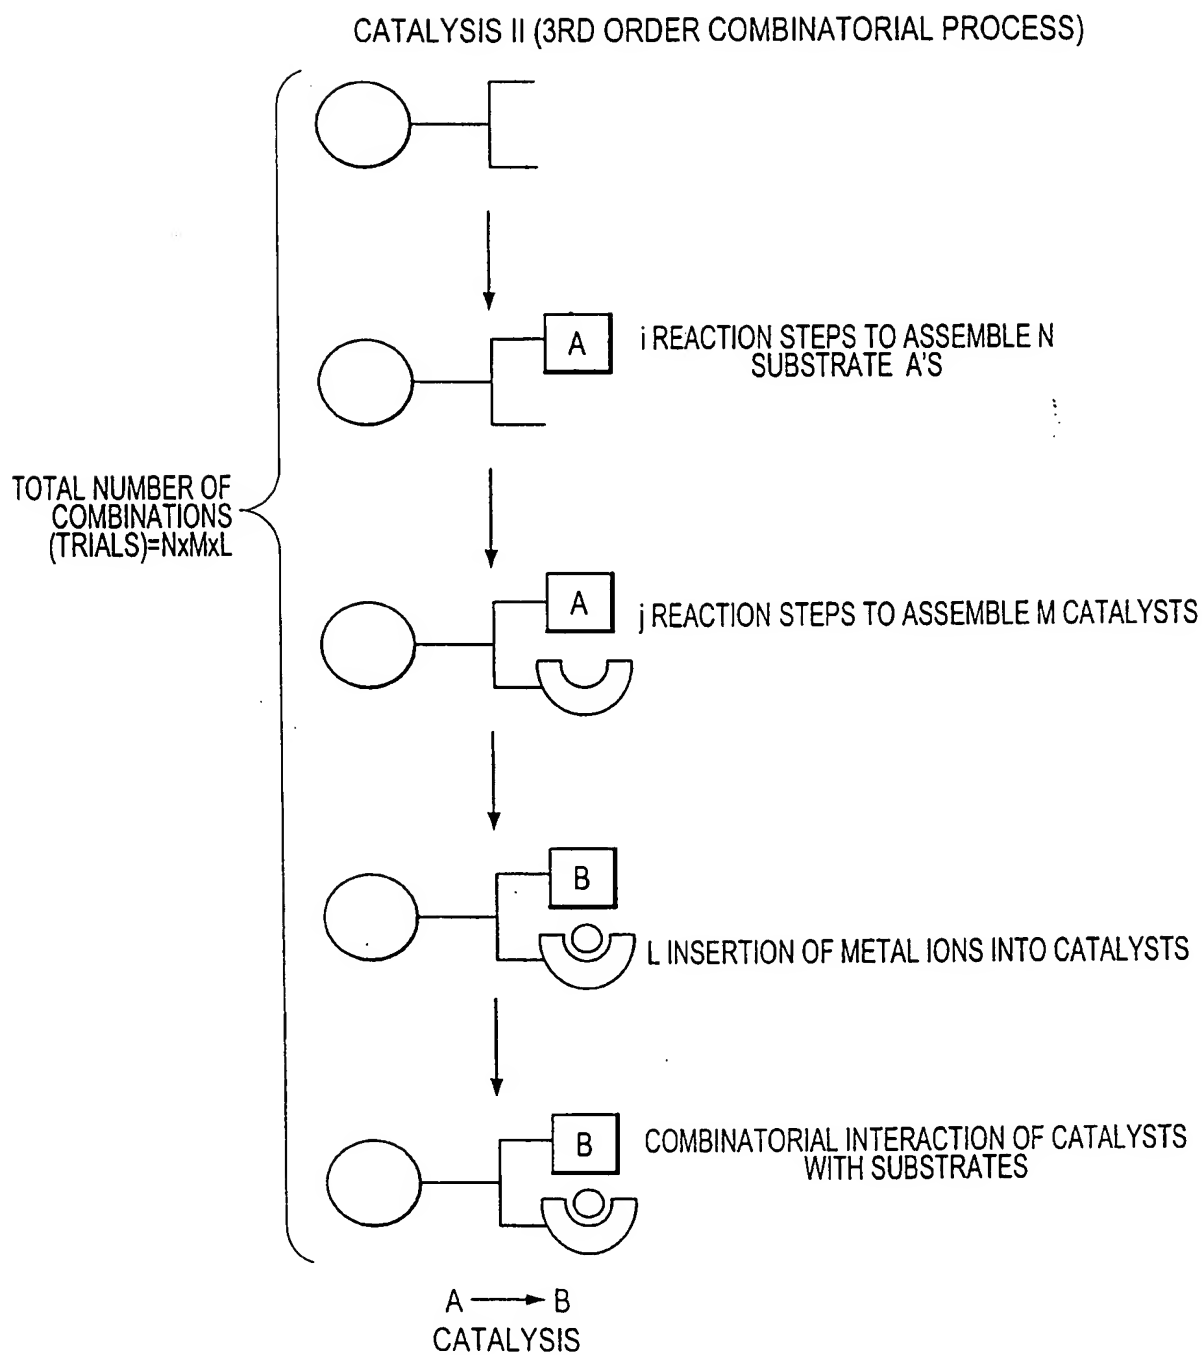 CATALYSIS II (3RD ORDER COMBINATORIAL PROCESS)
A
i REACTION STEPS TO ASSEMBLE N
SUBSTRATE A'S
TOTAL NUMBER OF
COMBINATIONS
(TRIALS)=NxMxL
A
j REACTION STEPS TO ASSEMBLE M CATALYSTS
B
L INSERTION OF METAL IONS INTO CATALYSTS
B
COMBINATORIAL INTERACTION OF CATALYSTS
WITH SUBSTRATES
A → B
CATALYSIS